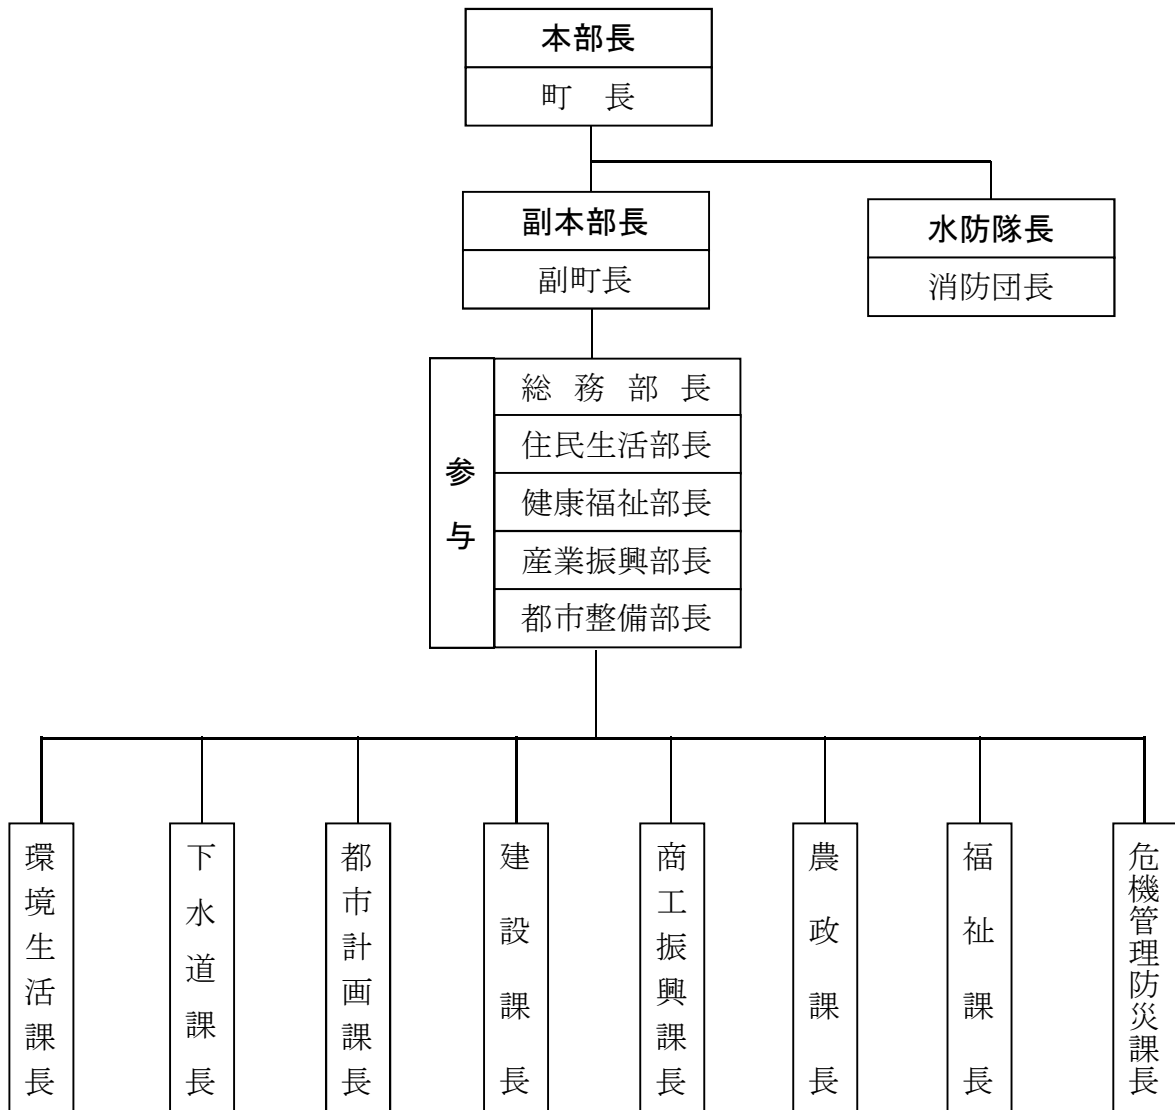 本部長
町　長
副本部長
副町長
水防隊長
消防団長
参与
総　務　部　長
住民生活部長
健康福祉部長
産業振興部長
都市整備部長
環境生活課長
下水道課長
都市計画課長
建設課長
商工振興課長
農政課長
福祉課長
危機管理防災課長